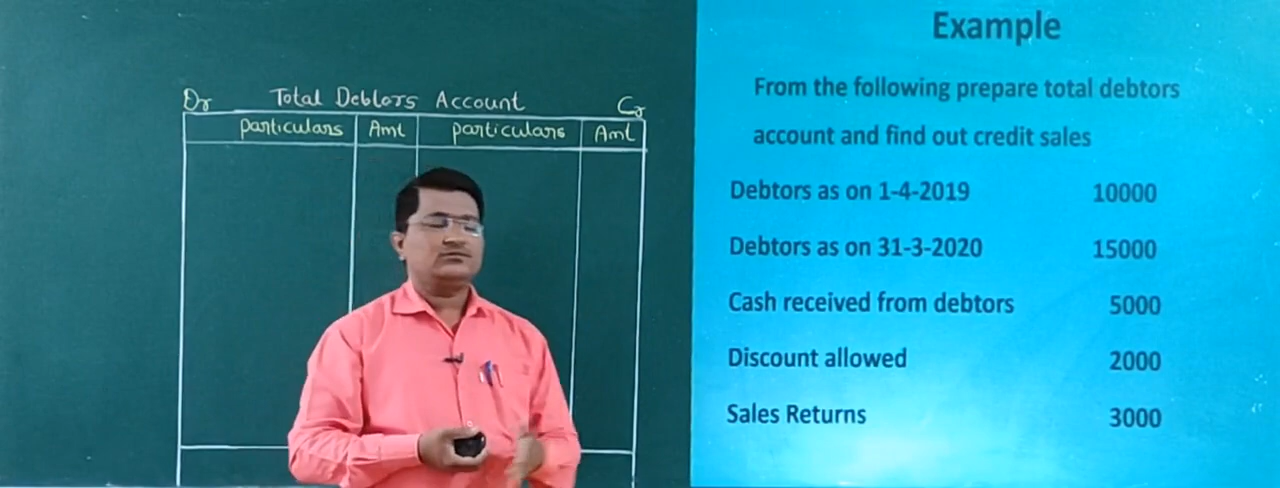 Dr Total Debtors Account Cr
particulars Amt particulars Amt
Example
From the following prepare total debtors
account and find out credit sales
Debtors as on 1-4-2019 10000
Debtors as on 31-3-2020 15000
Cash received from debtors 5000
Discount allowed 2000
Sales Returns 3000